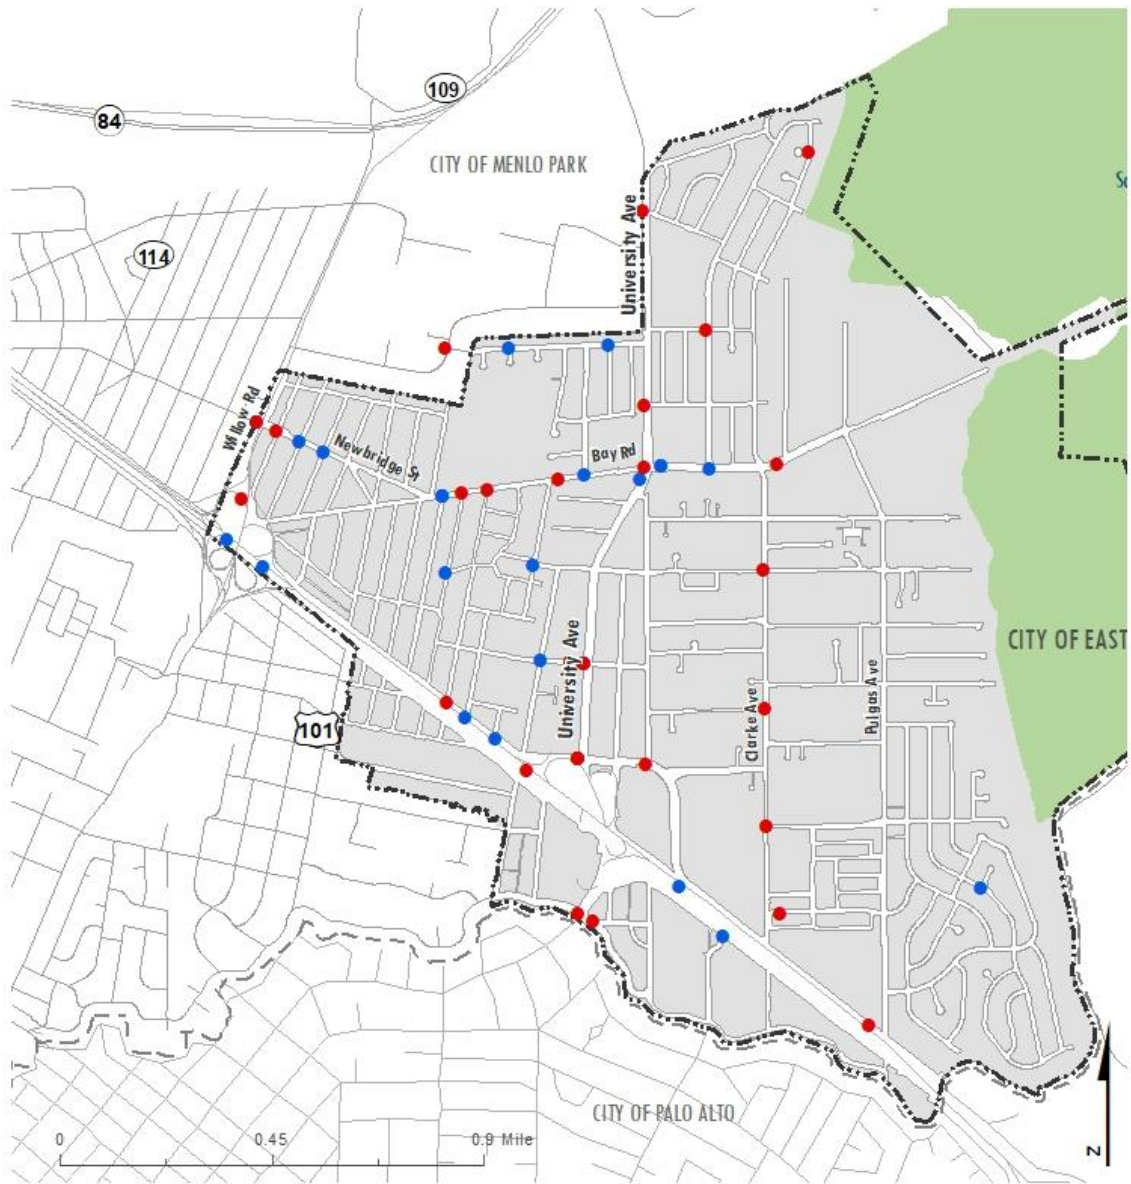 109
84
CITY OF MENLO PARK
114
University Ave
Willow Rd
Newbridge St
Bay Rd
CITY OF EAST
University Ave
Clarke Ave
Pulgas Ave
101
CITY OF PALO ALTO
0 0.45 0.9 Mile
N